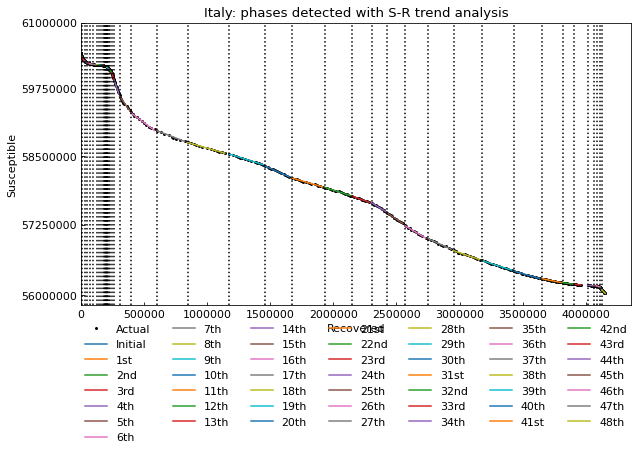 Italy: phases detected with S-R trend analysis
61000000
59750000
58500000
57250000
56000000
Susceptible
0 500000 1000000 1500000 2000000 2500000 3000000 3500000 4000000
Recovered
Actual 7th 14th 21st 28th 35th 42nd
Initial 8th 15th 22nd 29th 36th 43rd
1st 9th 16th 23rd 30th 37th 44th
2nd 10th 17th 24th 31st 38th 45th
3rd 11th 18th 25th 32nd 39th 46th
4th 12th 19th 26th 33rd 40th 47th
5th 13th 20th 27th 34th 41st 48th
6th